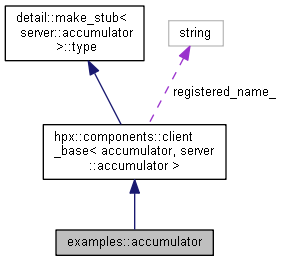 detail::make_stub<
server::accumulator
>::type
string
registered_name_
hpx::components::client
_base< accumulator, server
::accumulator >
examples::accumulator